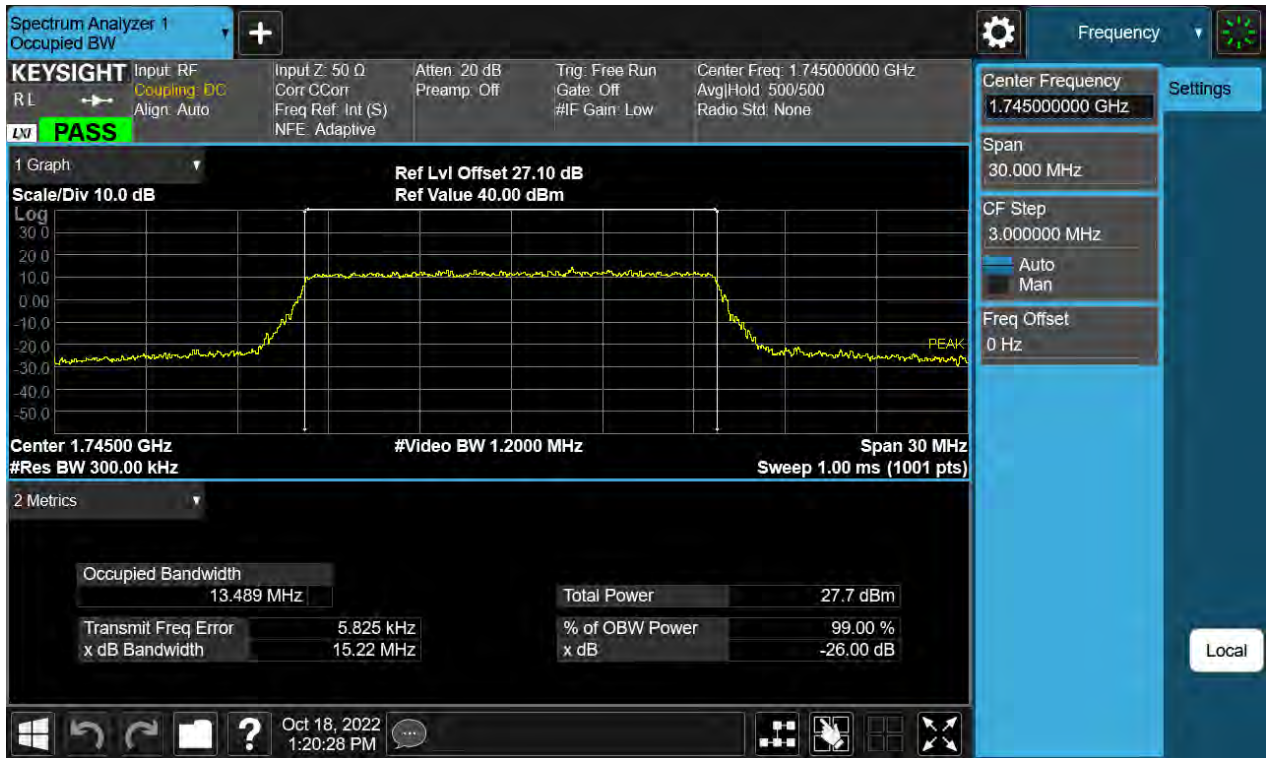 Spectrum Analyzer 1
Occupied BW
Frequency
KEYSIGHT
RL
LXI PASS
Input: RF
Coupling: DC
Align: Auto
Input Z: 50 Ω
Corr CCorr
Freq Ref: Int (S)
NFE: Adaptive
Atten: 20 dB
Preamp: Off
Trig: Free Run
Gate: Off
#IF Gain: Low
Center Freq: 1.745000000 GHz
Avg|Hold: 500/500
Radio Std: None
1 Graph
Scale/Div 10.0 dB
Ref Lvl Offset 27.10 dB
Ref Value 40.00 dBm
Log
30.0
20.0
10.0
0.00
-10.0
-20.0
-30.0
-40.0
-50.0
PEAK
Center 1.74500 GHz
#Video BW 1.2000 MHz
Span 30 MHz
#Res BW 300.00 kHz
Sweep 1.00 ms (1001 pts)
2 Metrics
Occupied Bandwidth
13.489 MHz
Total Power 27.7 dBm
Transmit Freq Error 5.825 kHz
% of OBW Power 99.00 %
x dB Bandwidth 15.22 MHz
x dB -26.00 dB
Center Frequency
1.745000000 GHz
Settings
Span
30.000 MHz
CF Step
3.000000 MHz
Auto
Man
Freq Offset
0 Hz
Local
?
Oct 18, 2022
1:20:28 PM